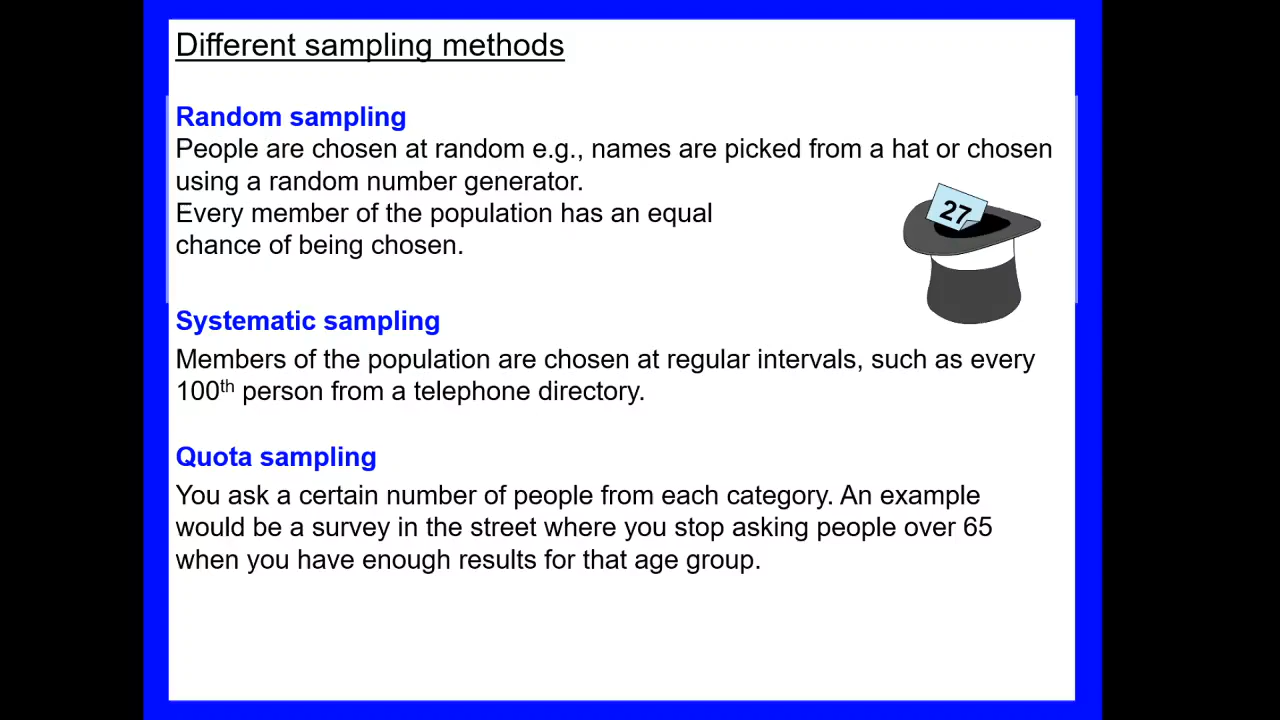 Different sampling methods
Random sampling
People are chosen at random e.g., names are picked from a hat or chosen
using a random number generator.
Every member of the population has an equal
chance of being chosen.
27
Systematic sampling
Members of the population are chosen at regular intervals, such as every
100th person from a telephone directory.
Quota sampling
You ask a certain number of people from each category. An example
would be a survey in the street where you stop asking people over 65
when you have enough results for that age group.